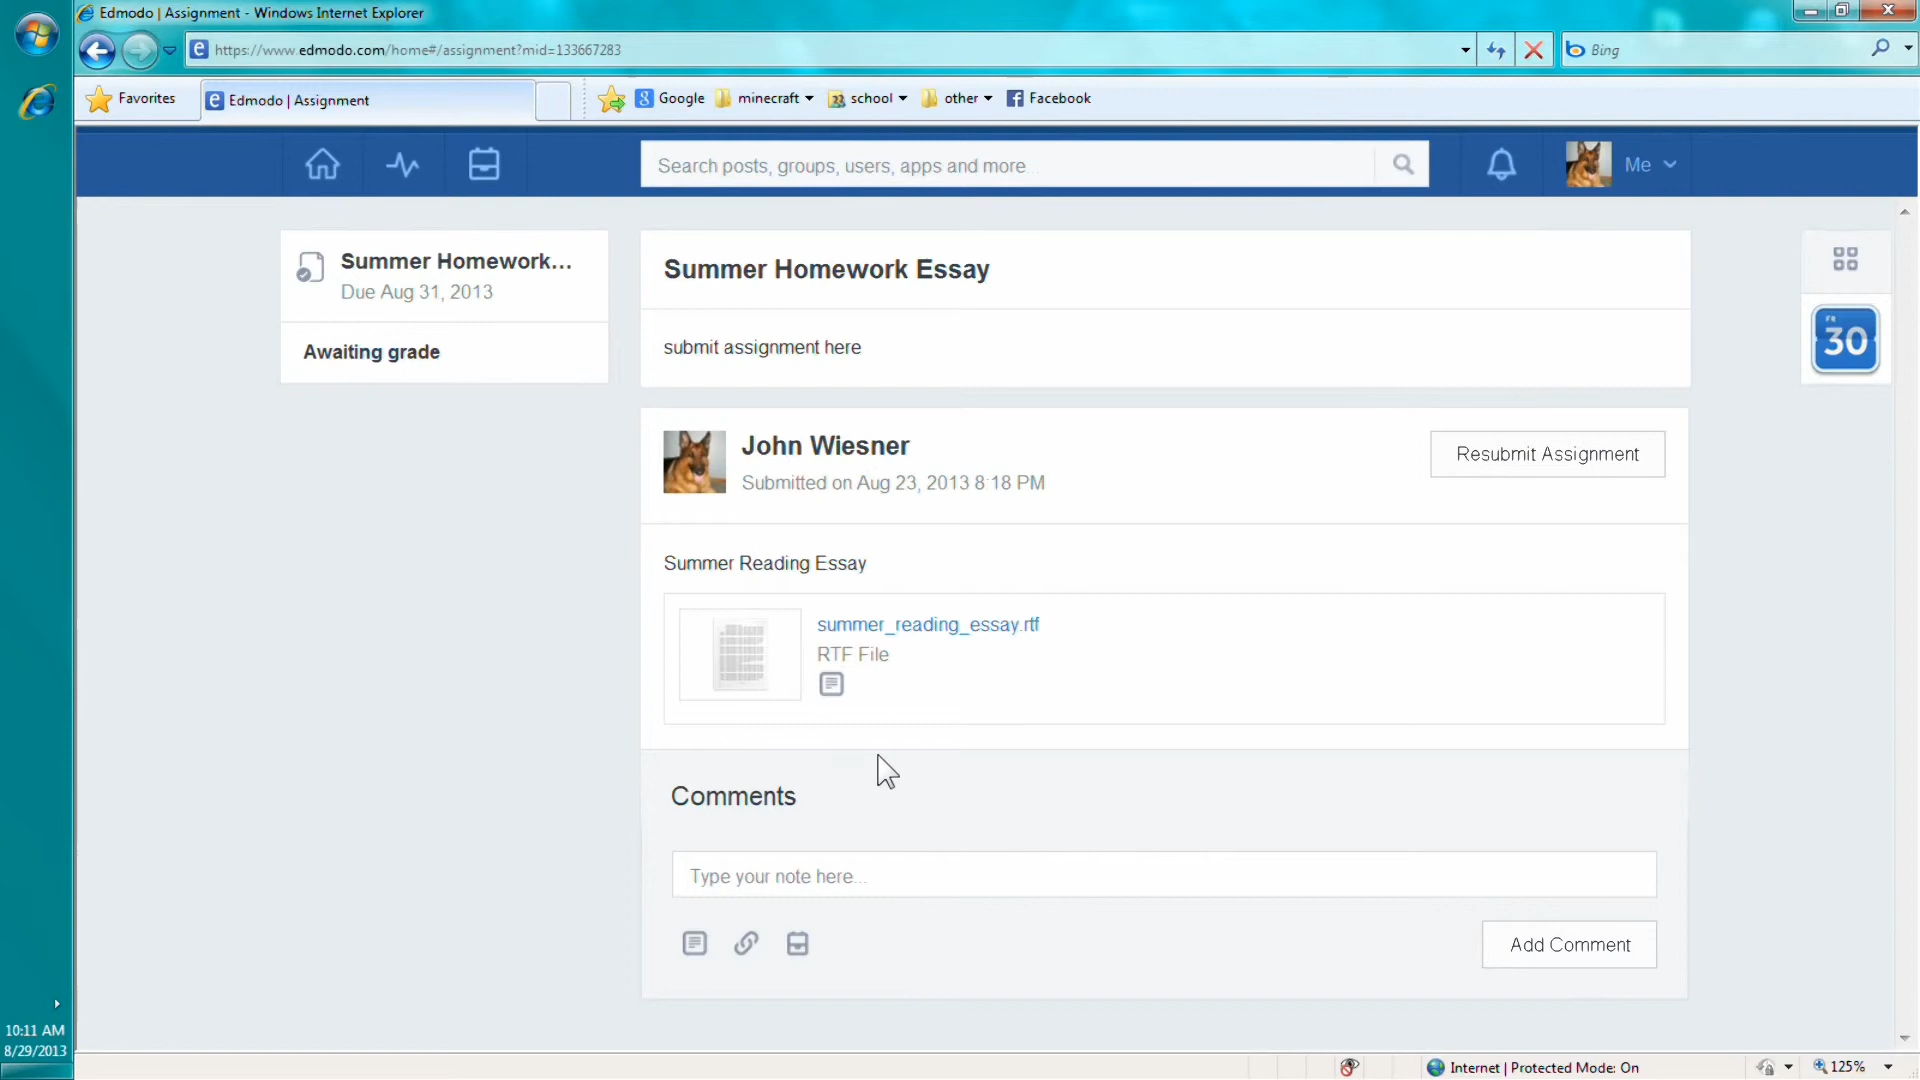 Edmodo | Assignment - Windows Internet Explorer
https://www.edmodo.com/home#/assignment?mid=133667283
Bing
Favorites
Edmodo | Assignment
Google
minecraft
school
other
Facebook
Search posts, groups, users, apps and more...
Me
Summer Homework...
Due Aug 31, 2013
Awaiting grade
Summer Homework Essay
submit assignment here
FR
30
John Wiesner
Submitted on Aug 23, 2013 8:18 PM
Resubmit Assignment
Summer Reading Essay
summer_reading_essay.rtf
RTF File
Comments
Type your note here...
Add Comment
10:11 AM
8/29/2013
Internet | Protected Mode: On
125%